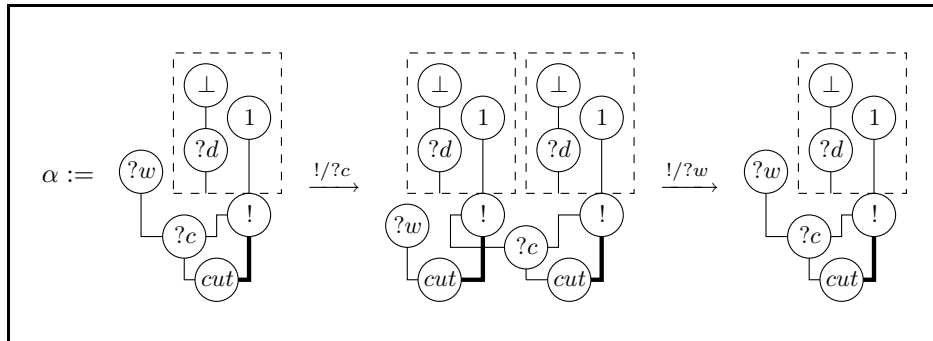 ⊥ ⊥ ⊥ ⊥
1 1 1 1
?d ?d ?d ?d
α := ?w !/?c !/?w ?w
! ?w ! ! !
?c ?c ?c
cut cut cut cut